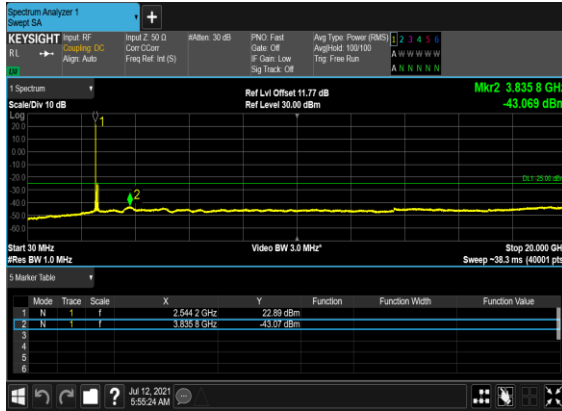 Spectrum Analyzer 1
Swept SA
+
KEYSIGHT Input: RF Input Z: 50 Ω #Atten: 30 dB PNO: Fast Avg Type: Power (RMS) 1 2 3 4 5 6
RL Coupling: DC Corr CCorr Gate: Off Avg|Hold: 100/100 A W W W W W
Align: Auto Freq Ref: Int (S) IF Gain: Low Trig: Free Run
LU Sig Track: Off A N N N N N
1 Spectrum Ref Lvl Offset 11.77 dB Mkr2 3.835 8 GHz
Scale/Div 10 dB Ref Level 30.00 dBm -43.069 dBm
Log
20.0
10.0
0.00
-10.0
-20.0
-30.0
-40.0
-50.0
-60.0
1
2
DL1 -25.00 dBm
Start 30 MHz Video BW 3.0 MHz* Stop 20.000 GHz
#Res BW 1.0 MHz Sweep ~38.3 ms (40001 pts)
5 Marker Table
Mode Trace Scale X Y Function Function Width Function Value
1 N 1 f 2.544 2 GHz 22.89 dBm
2 N 1 f 3.835 8 GHz -43.07 dBm
3
4
5
6
? Jul 12, 2021
5:55:24 AM